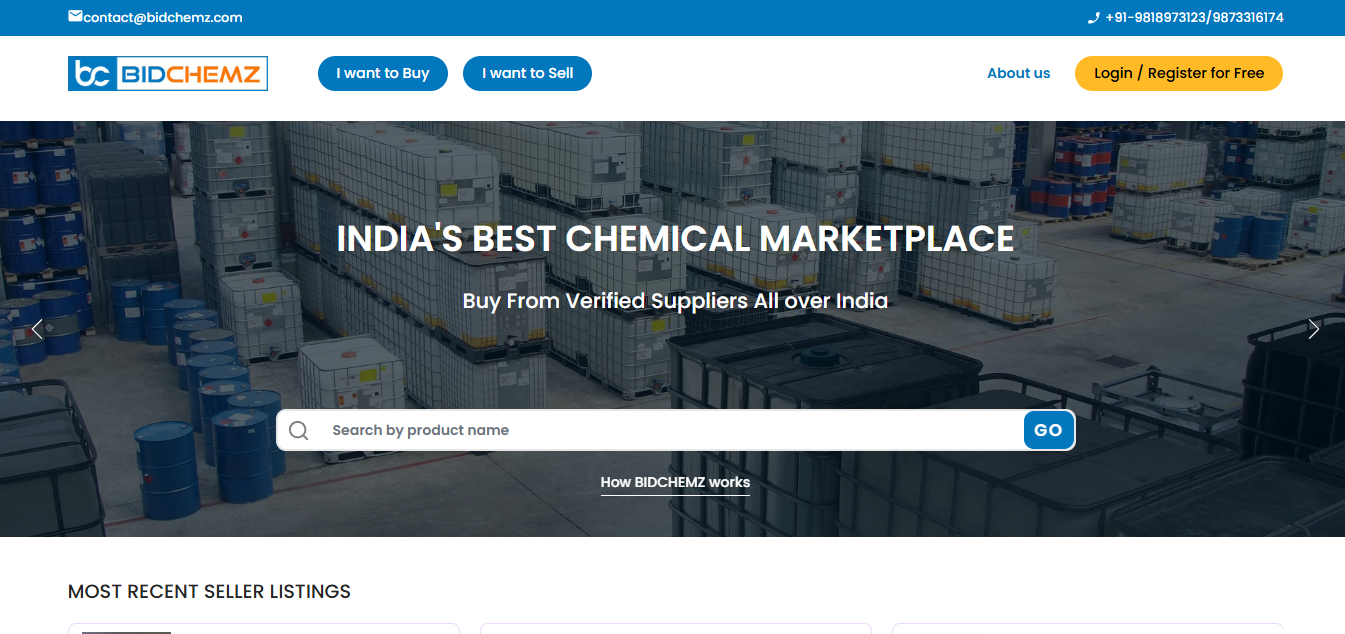 contact@bidchemz.com
+91-9818973123/9873316174
bc BIDCHEMZ
I want to Buy
I want to Sell
About us
Login / Register for Free
INDIA'S BEST CHEMICAL MARKETPLACE
Buy From Verified Suppliers All over India
Search by product name
GO
How BIDCHEMZ works
MOST RECENT SELLER LISTINGS